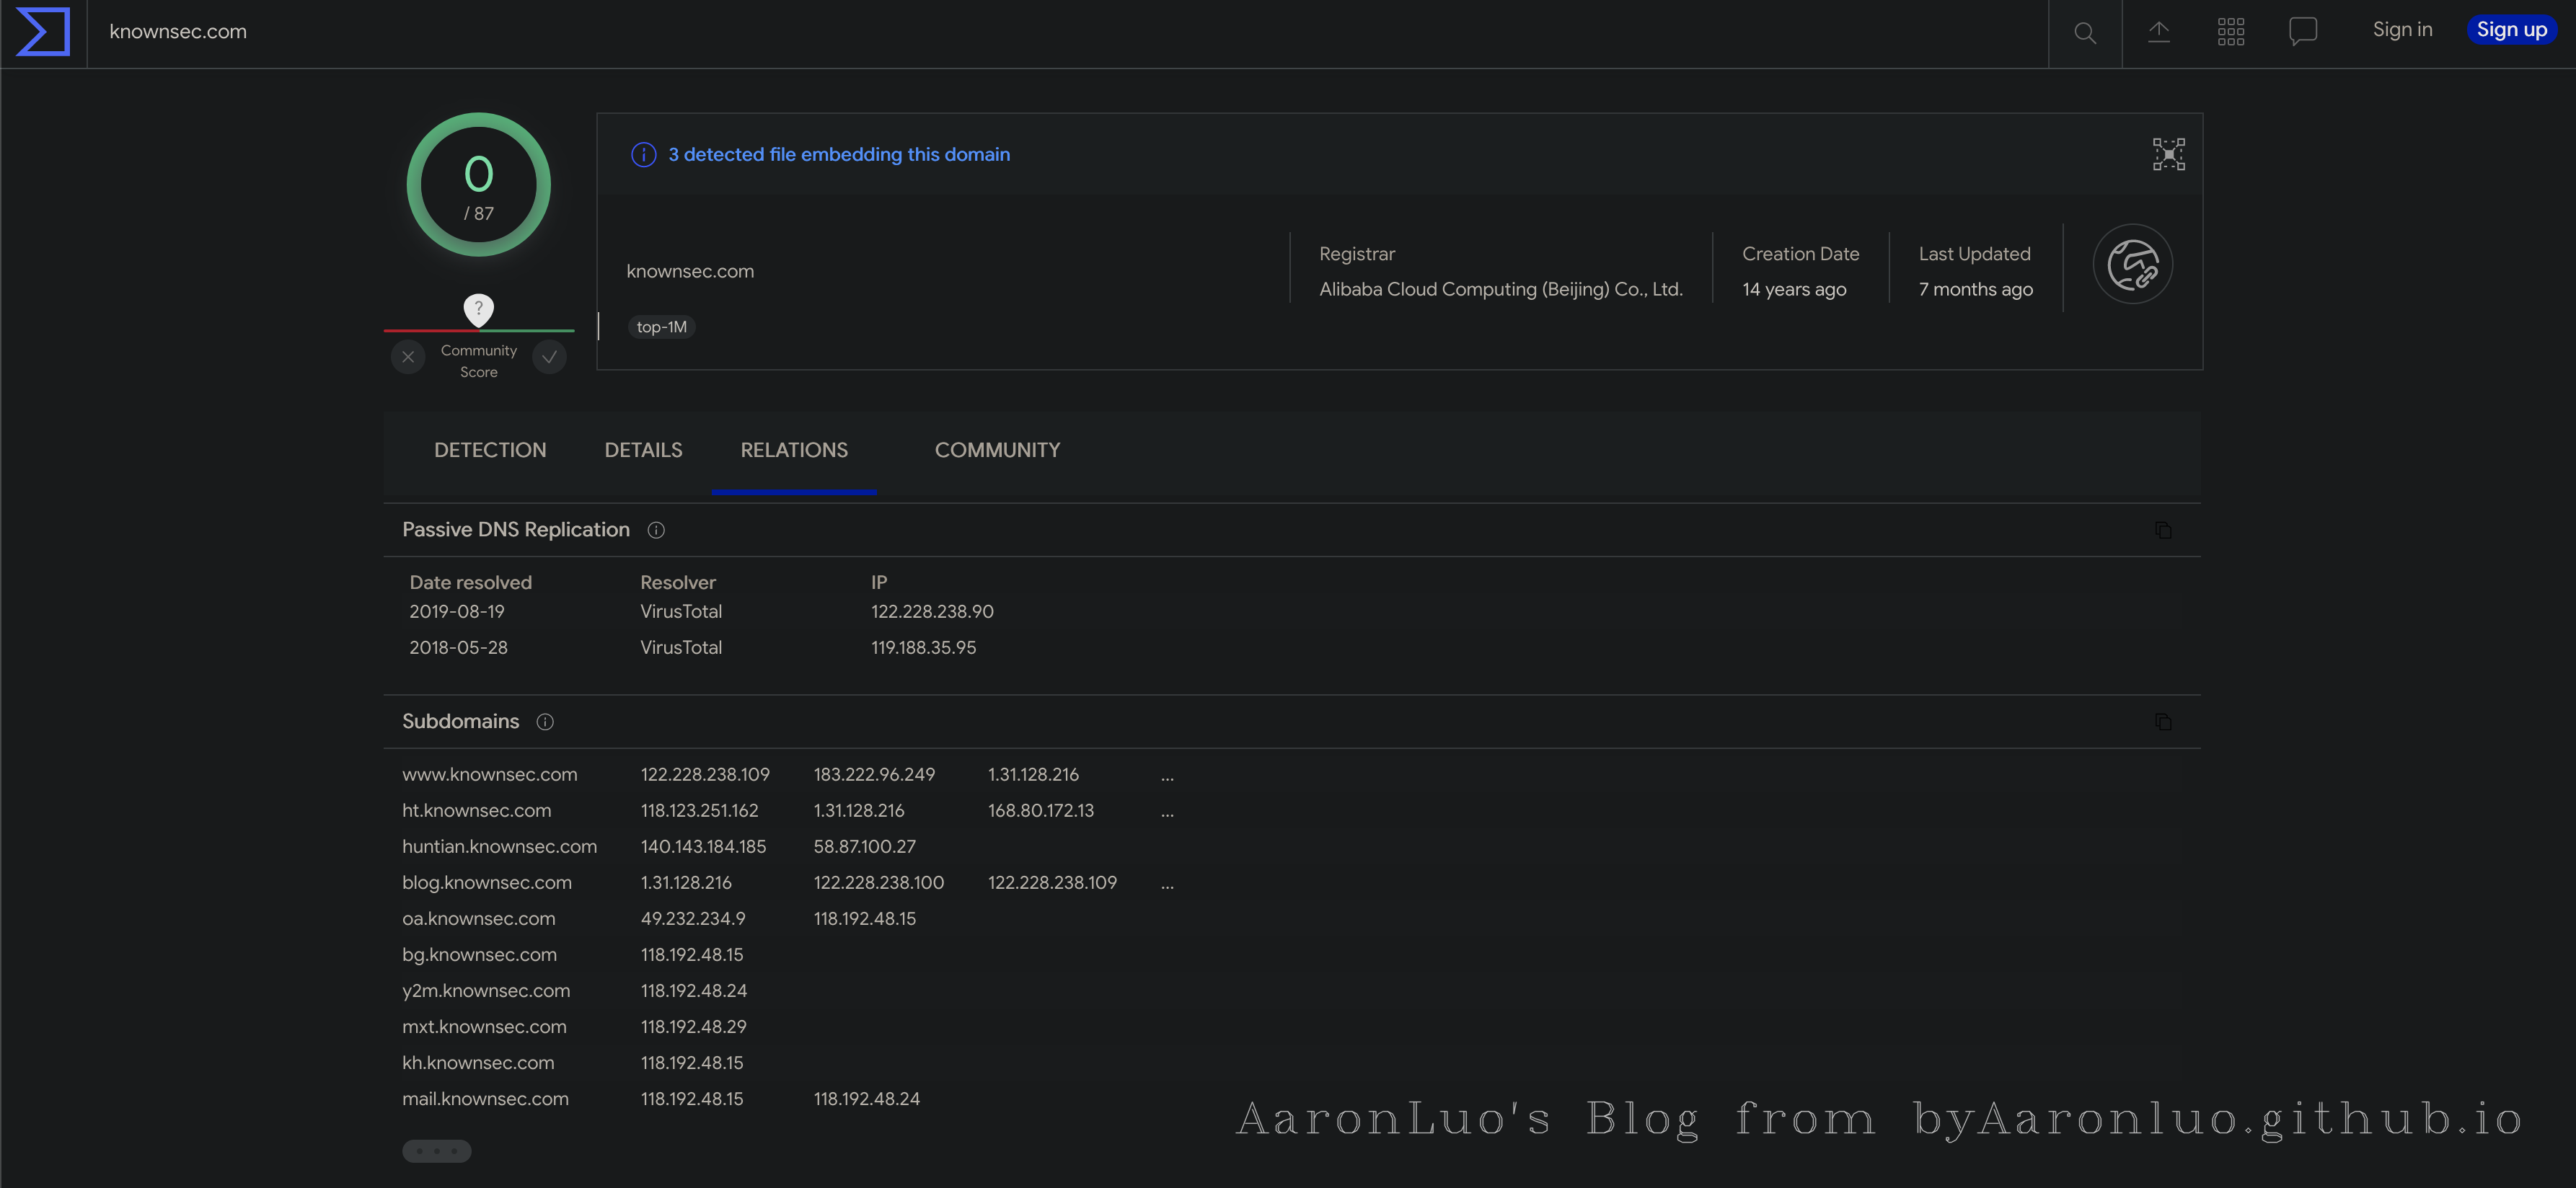 knownsec.com
Sign in
Sign up
0
/ 87
?
Community
Score
3 detected file embedding this domain
knownsec.com
top-1M
Registrar
Alibaba Cloud Computing (Beijing) Co., Ltd.
Creation Date
14 years ago
Last Updated
7 months ago
DETECTION DETAILS RELATIONS COMMUNITY
Passive DNS Replication
Date resolved Resolver IP
2019-08-19 VirusTotal 122.228.238.90
2018-05-28 VirusTotal 119.188.35.95
Subdomains
www.knownsec.com 122.228.238.109 183.222.96.249 1.31.128.216 ...
ht.knownsec.com 118.123.251.162 1.31.128.216 168.80.172.13 ...
huntian.knownsec.com 140.143.184.185 58.87.100.27
blog.knownsec.com 1.31.128.216 122.228.238.100 122.228.238.109 ...
oa.knownsec.com 49.232.234.9 118.192.48.15
bg.knownsec.com 118.192.48.15
y2m.knownsec.com 118.192.48.24
mxt.knownsec.com 118.192.48.29
kh.knownsec.com 118.192.48.15
mail.knownsec.com 118.192.48.15 118.192.48.24
AaronLuo's Blog from byAaronluo.github.io